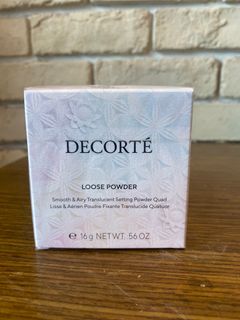 DECORTÉ
LOOSE POWDER
Smooth & Airy Translucent Setting Powder Quad
Lisse & Aérien Poudre Fixante Translucide Quatuor
℮ 16 g NET WT. .56 OZ